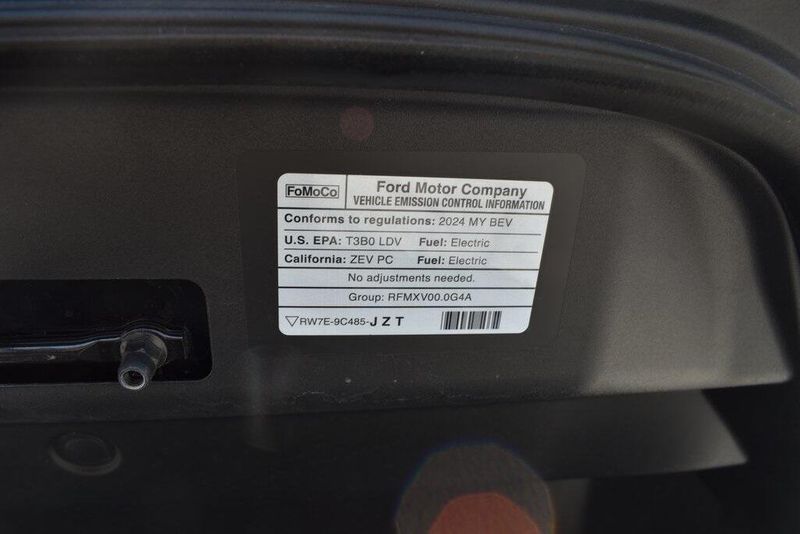 FoMoCo
Ford Motor Company
VEHICLE EMISSION CONTROL INFORMATION
Conforms to regulations: 2024 MY BEV
U.S. EPA: T3B0 LDV Fuel: Electric
California: ZEV PC Fuel: Electric
No adjustments needed.
Group: RFMXV00.0G4A
RW7E-9C485-JZT